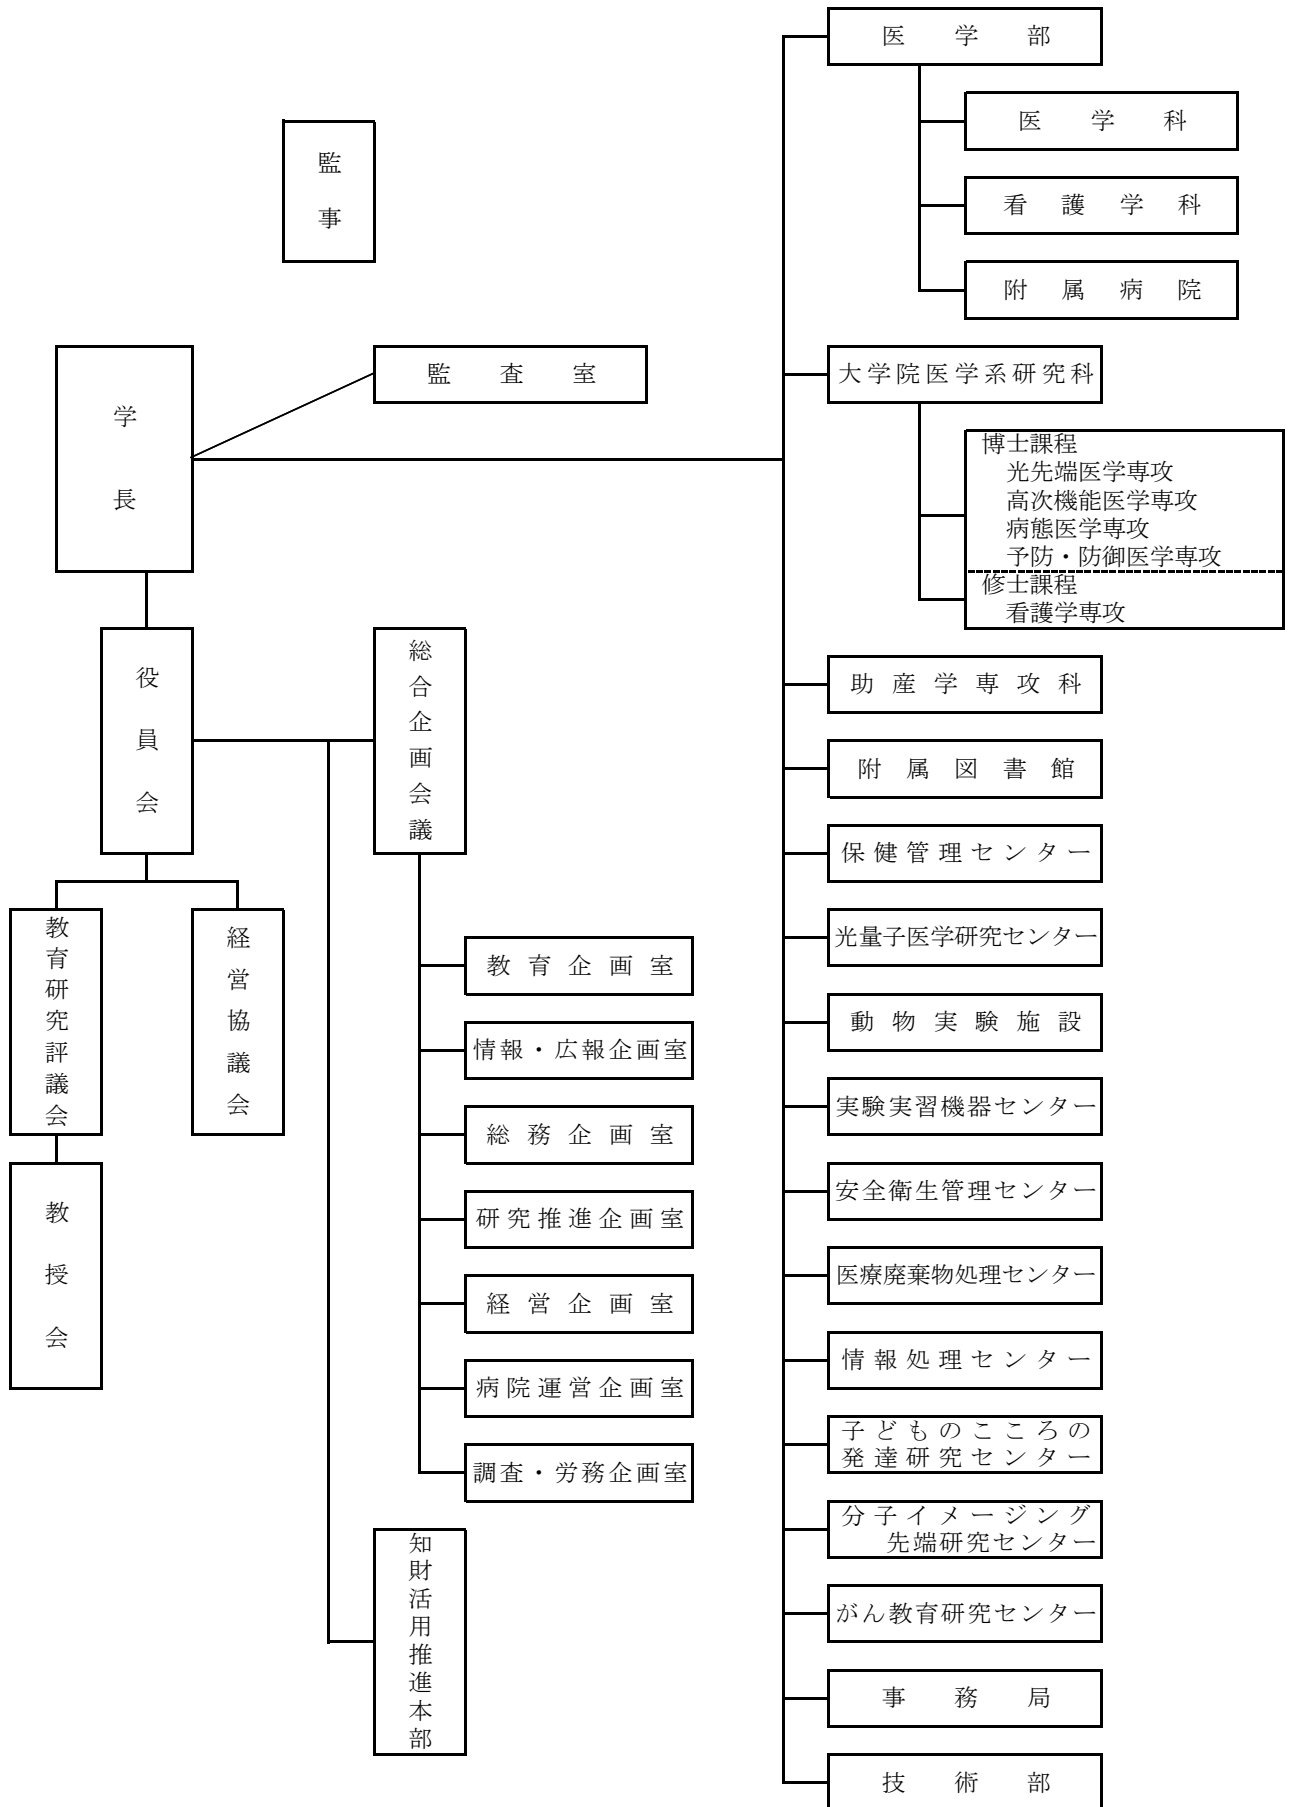 監事
学長
監査室
役員会
総合企画会議
教育研究評議会
経営協議会
教授会
教育企画室
情報・広報企画室
総務企画室
研究推進企画室
経営企画室
病院運営企画室
調査・労務企画室
知財活用推進本部
医学部
医学科
看護学科
附属病院
大学院医学系研究科
博士課程
光先端医学専攻
高次機能医学専攻
病態医学専攻
予防・防御医学専攻
修士課程
看護学専攻
助産学専攻科
附属図書館
保健管理センター
光量子医学研究センター
動物実験施設
実験実習機器センター
安全衛生管理センター
医療廃棄物処理センター
情報処理センター
子どものこころの
発達研究センター
分子イメージング
先端研究センター
がん教育研究センター
事務局
技術部